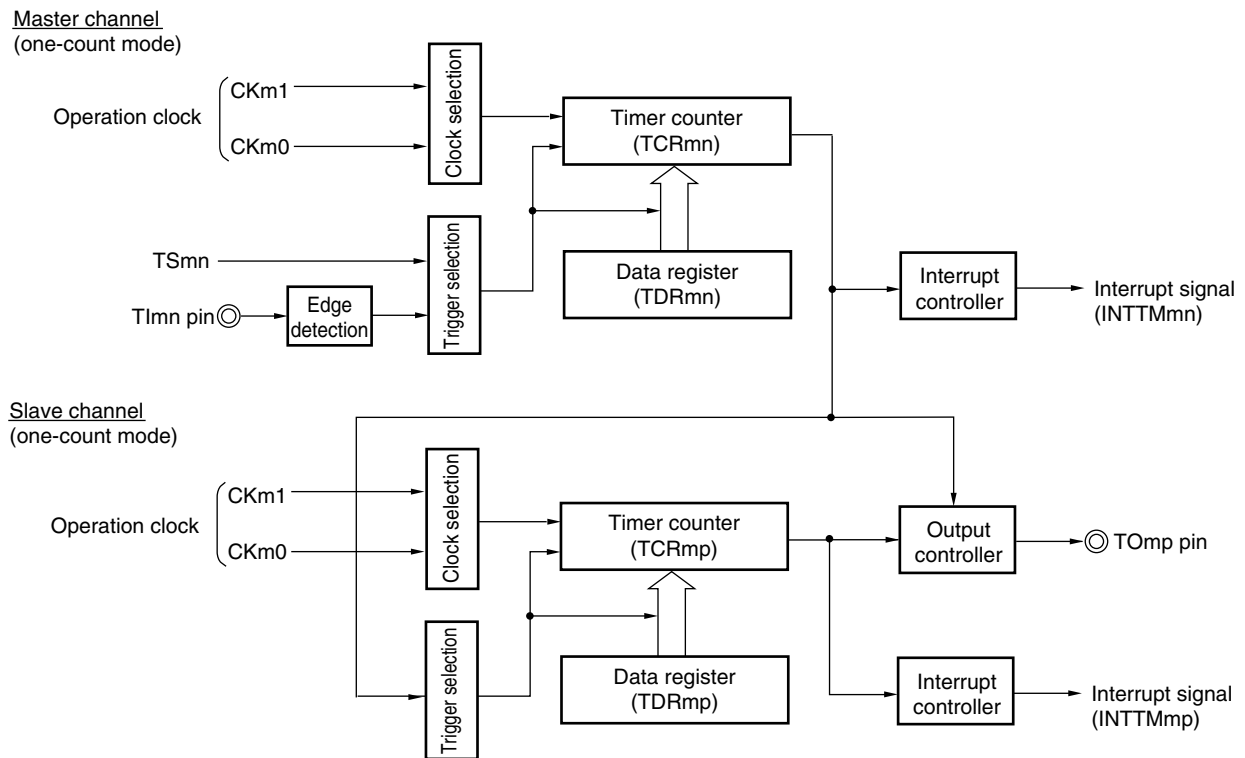 Master channel
(one-count mode)
CKm1
Operation clock
CKm0
Clock selection
Timer counter
(TCRmn)
TSmn
TImn pin
Edge
detection
Trigger selection
Data register
(TDRmn)
Interrupt
controller
Interrupt signal
(INTTMmn)
Slave channel
(one-count mode)
CKm1
Operation clock
CKm0
Clock selection
Timer counter
(TCRmp)
Output
controller
TOmp pin
Trigger selection
Data register
(TDRmp)
Interrupt
controller
Interrupt signal
(INTTMmp)